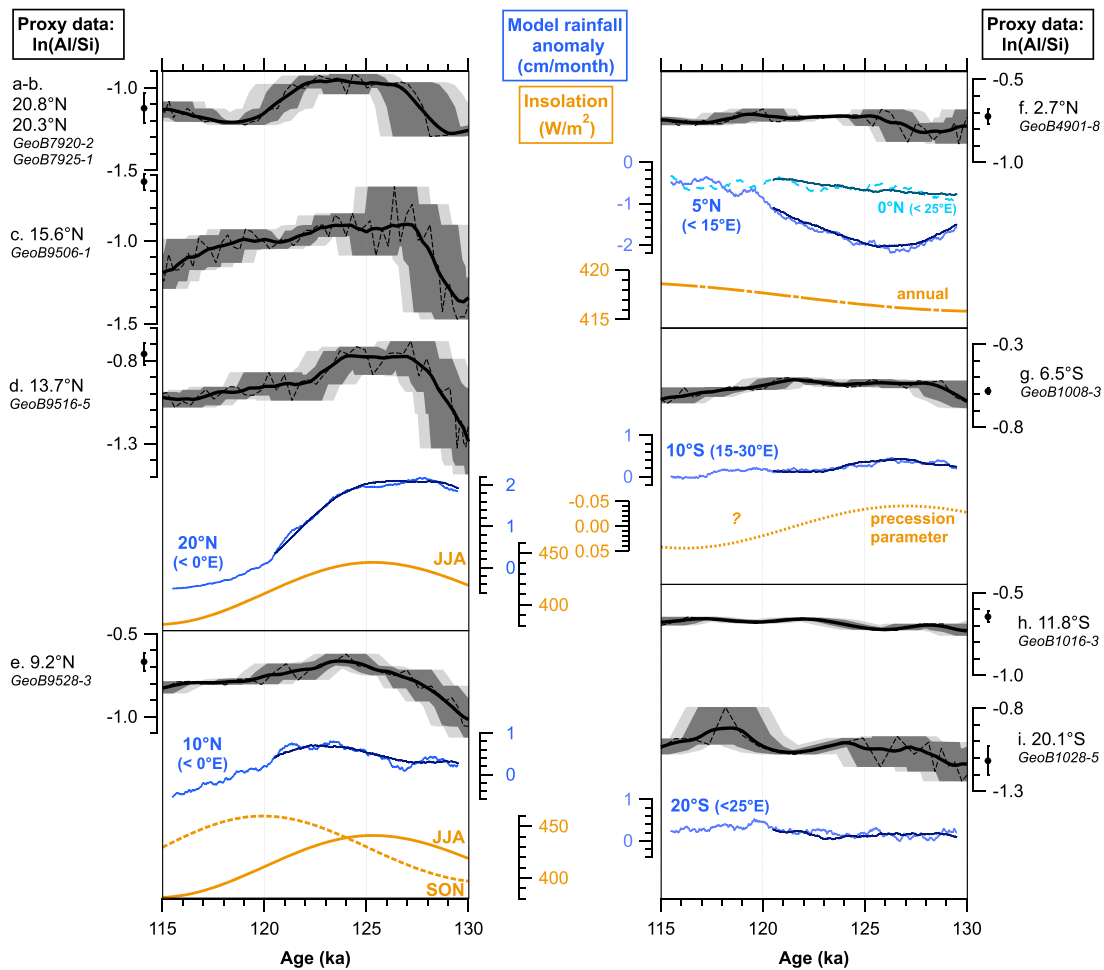 Proxy data:
ln(Al/Si)
Model rainfall
anomaly
(cm/month)
Insolation
(W/m²)
Proxy data:
ln(Al/Si)
a-b.
20.8°N
20.3°N
GeoB7920-2
GeoB7925-1
-1.0
-1.5
c. 15.6°N
GeoB9506-1
-1.0
-1.5
d. 13.7°N
GeoB9516-5
-0.8
-1.3
20°N
(< 0°E)
2
1
0
JJA
450
400
e. 9.2°N
GeoB9528-3
-0.5
-1.0
10°N
(< 0°E)
1
0
JJA
SON
450
400
115
120
125
130
Age (ka)
f. 2.7°N
GeoB4901-8
-0.5
-1.0
0
-1
-2
5°N
(< 15°E)
0°N (< 25°E)
420
415
annual
g. 6.5°S
GeoB1008-3
-0.3
-0.8
1
0
10°S (15-30°E)
-0.05
0.00
0.05
?
precession
parameter
h. 11.8°S
GeoB1016-3
-0.5
-1.0
i. 20.1°S
GeoB1028-5
-0.8
-1.3
1
0
20°S (<25°E)
115
120
125
130
Age (ka)